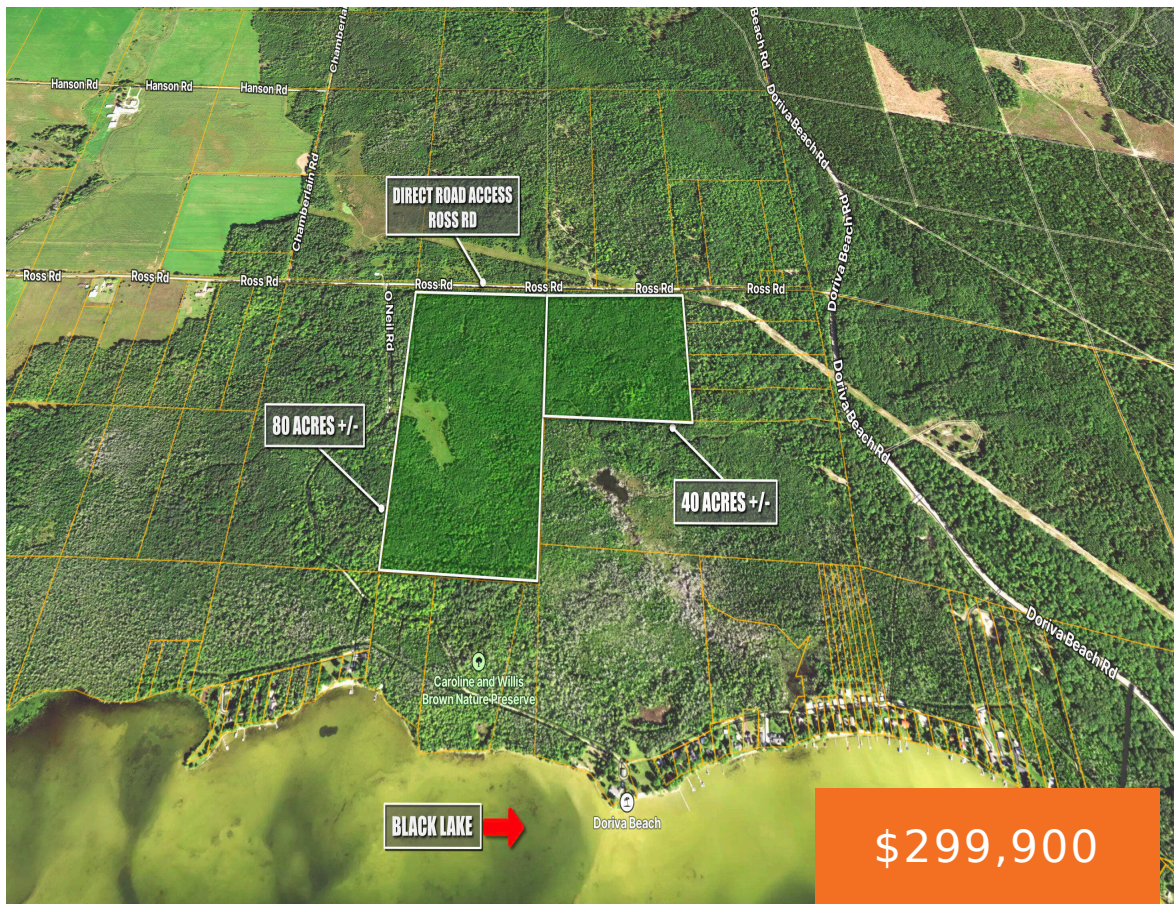 Chamberlai
Beach Rd
Hanson Rd
Hanson Rd
Hanson Rd
Doriva Beach Rd
Chamberlain Rd
DIRECT ROAD ACCESS
ROSS RD
Doriva Beach Rd
Ross Rd
Ross Rd
Ross Rd
Ross Rd
Ross Rd
Ross Rd
Ross Rd
O Neil Rd
Doriva Beach Rd
80 ACRES +/-
40 ACRES +/-
Doriva Beach Rd
Caroline and Willis
Brown Nature Preserve
BLACK LAKE
Doriva Beach
$299,900